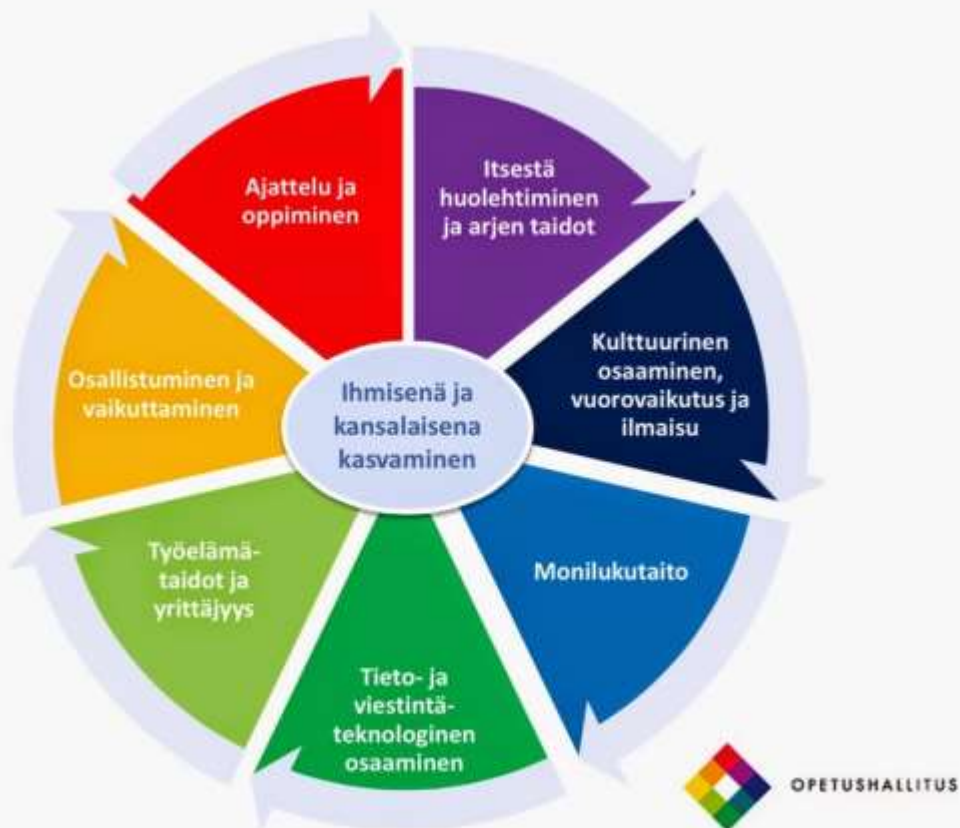 Ajattelu ja
oppiminen
Itsestä
huolehtiminen
ja arjen taidot
Kulttuurinen
osaaminen,
vuorovaikutus ja
ilmaisu
Monilukutaito
Tieto- ja
viestintä-
teknologinen
osaaminen
Työelämä-
taidot ja
yrittäjyys
Osallistuminen ja
vaikuttaminen
Ihmisenä ja
kansalaisena
kasvaminen
OPETUSHALLITUS